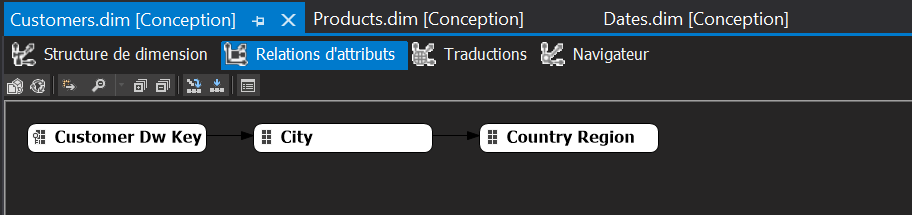 Customers.dim [Conception] Products.dim [Conception] Dates.dim [Conception]
Structure de dimension Relations d'attributs Traductions Navigateur
Customer Dw Key City Country Region